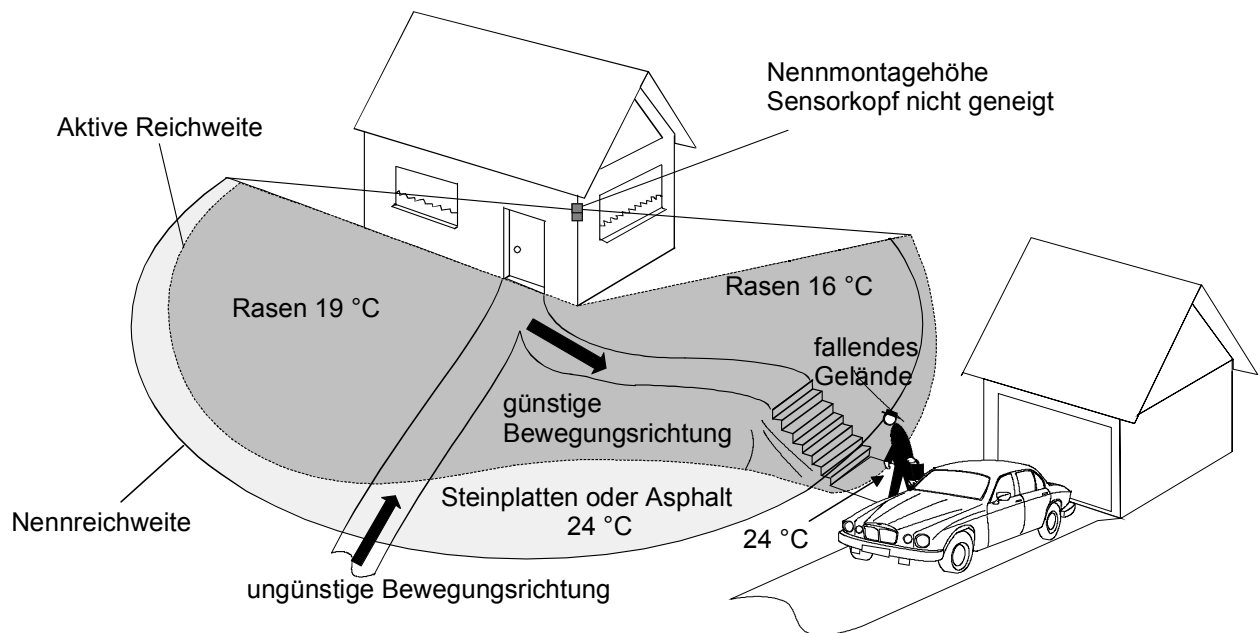 Nennmontagehöhe
Sensorkopf nicht geneigt
Aktive Reichweite
Rasen 19 °C
Rasen 16 °C
fallendes
Gelände
günstige
Bewegungsrichtung
Steinplatten oder Asphalt
24 °C
24 °C
Nennreichweite
ungünstige Bewegungsrichtung